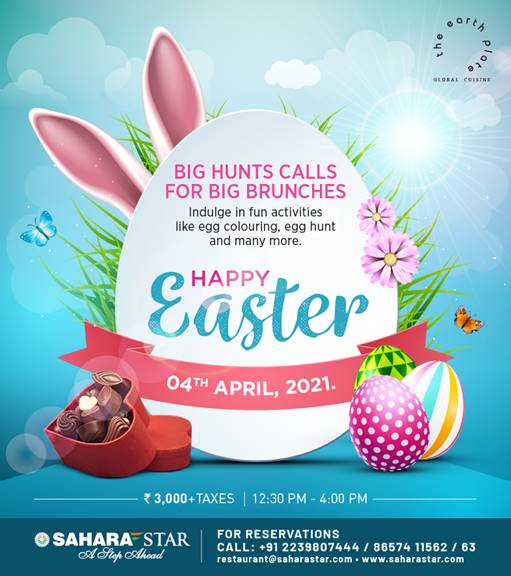 the earth plate
GLOBAL CUISINE
BIG HUNTS CALLS
FOR BIG BRUNCHES
Indulge in fun activities
like egg colouring, egg hunt
and many more.
HAPPY
Easter
04TH APRIL, 2021.
₹ 3,000+TAXES | 12:30 PM - 4:00 PM
SAHARA STAR
A Step Ahead
FOR RESERVATIONS
CALL: +91 2239807444 / 86574 11562 / 63
restaurant@saharastar.com • www.saharastar.com